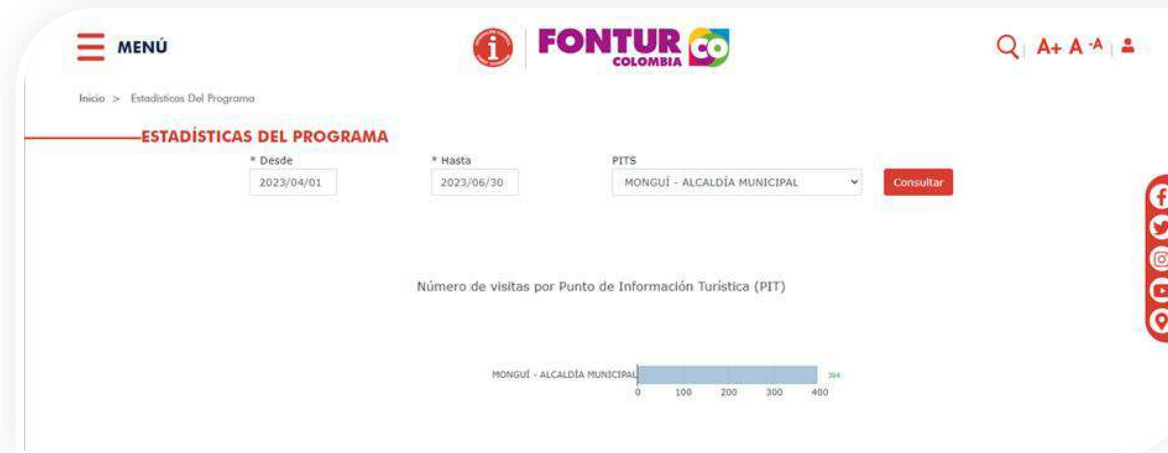 MENÚ
i
FONTUR CO
COLOMBIA
A+ A -A
Inicio > Estadísticas Del Programa
ESTADÍSTICAS DEL PROGRAMA
* Desde * Hasta PITS
2023/04/01 2023/06/30 MONGUÍ - ALCALDÍA MUNICIPAL Consultar
Número de visitas por Punto de Información Turística (PIT)
MONGUÍ - ALCALDÍA MUNICIPAL 394
0 100 200 300 400